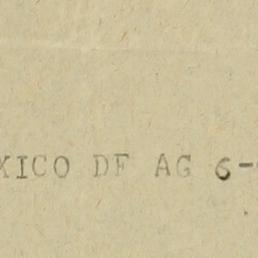 XICO DF AG 6-